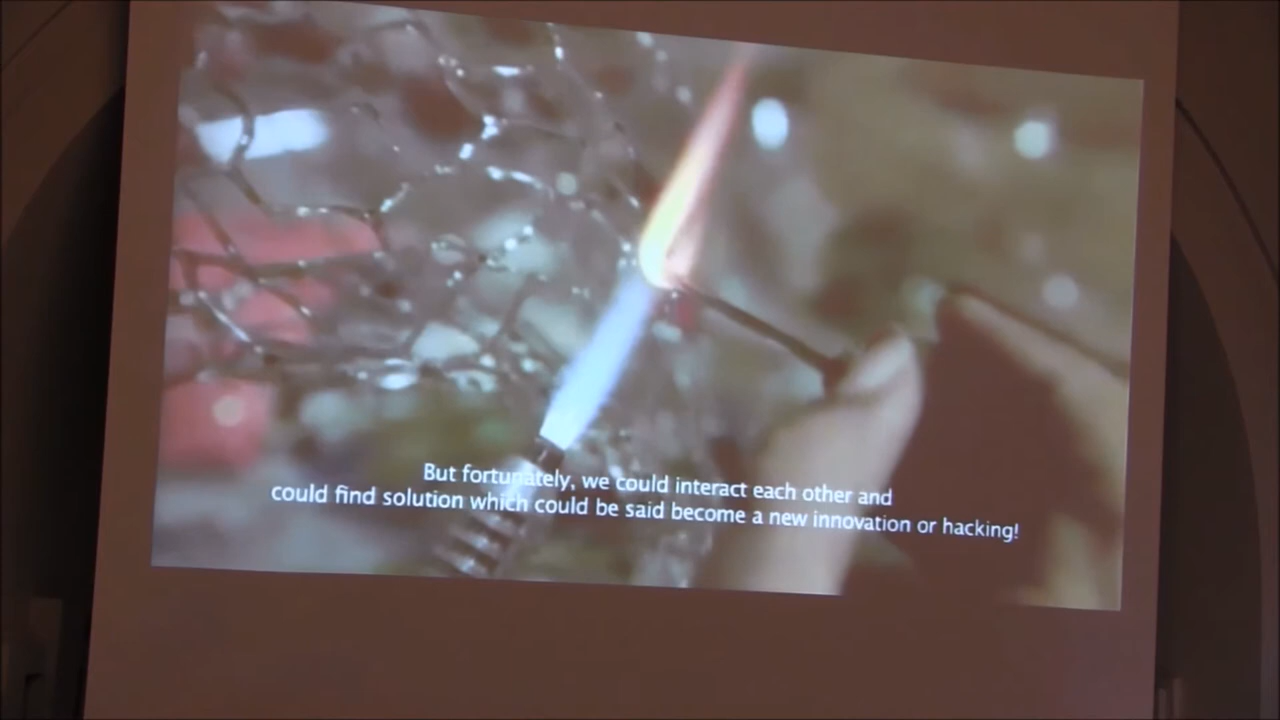 But fortunately, we could interact each other and
could find solution which could be said become a new innovation or hacking!